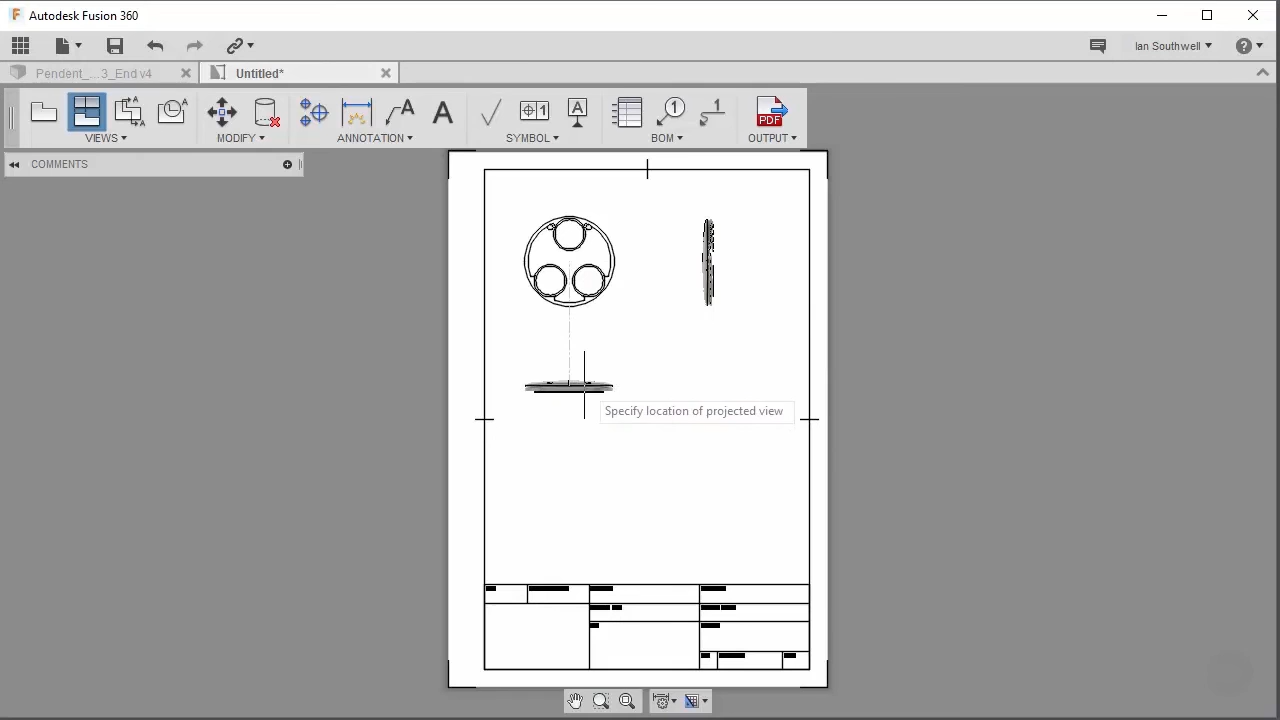 Autodesk Fusion 360
Ian Southwell
Pendent_... 3_End v4
Untitled*
VIEWS
MODIFY
ANNOTATION
SYMBOL
BOM
OUTPUT
COMMENTS
Specify location of projected view